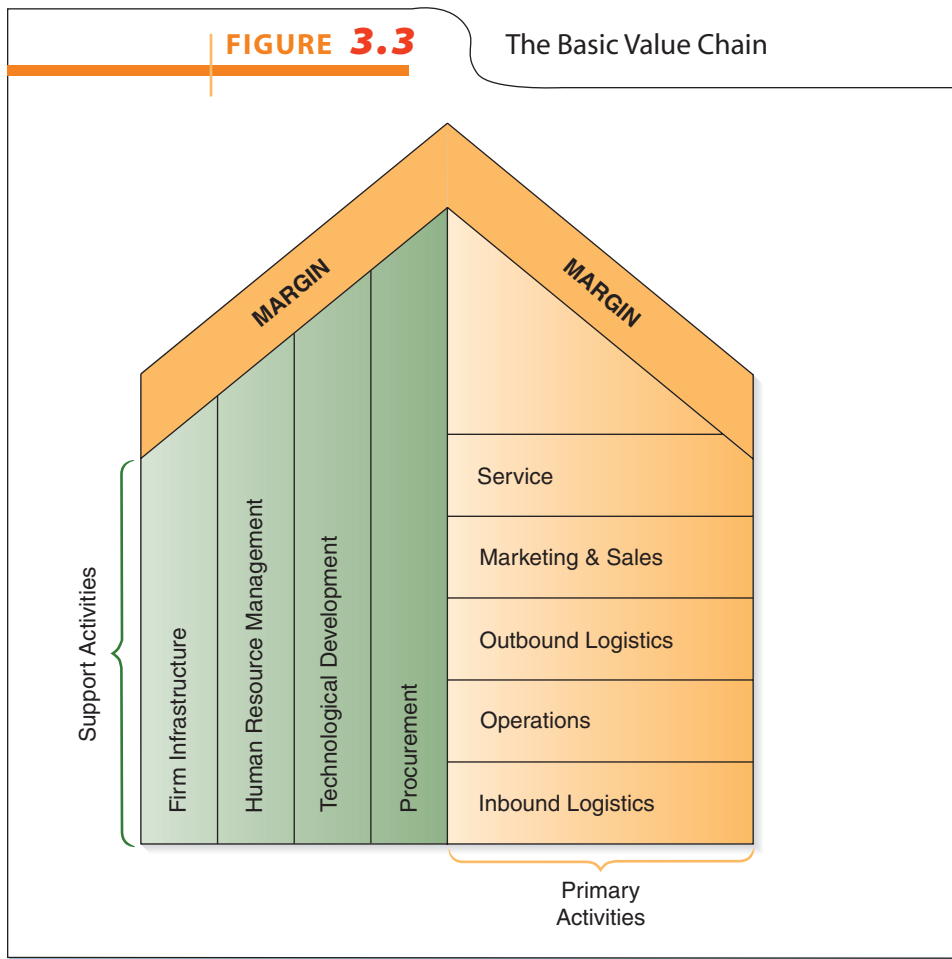 FIGURE 3.3
The Basic Value Chain
MARGIN
MARGIN
Support Activities
Firm Infrastructure
Human Resource Management
Technological Development
Procurement
Service
Marketing & Sales
Outbound Logistics
Operations
Inbound Logistics
Primary
Activities